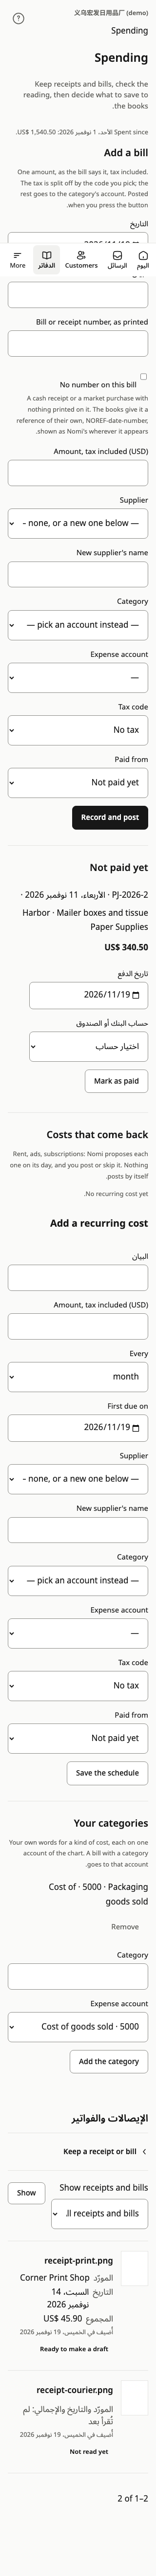 义乌宏发日用品厂 (demo)
Spending
Spending
Keep receipts and bills, check the
reading, then decide what to save to
the books.
Spent since الأحد، 1 نوفمبر 2026: US$ 1,540.50.
Add a bill
One amount, as the bill says it, tax included.
The tax is split off by the code you pick; the
rest goes to the category's account. Posted
when you press the button.
التاريخ
اليوم
الرسائل
Customers
الدفاتر
More
Bill or receipt number, as printed
No number on this bill
A cash receipt or a market purchase with
nothing printed on it. The books give it a
reference of their own, NOREF-date-number,
shown as Nomi's wherever it appears.
Amount, tax included (USD)
Supplier
— none, or a new one below —
New supplier's name
Category
— pick an account instead —
Expense account
—
Tax code
No tax
Paid from
Not paid yet
Record and post
Not paid yet
PJ-2026-2 · الأربعاء، 11 نوفمبر 2026 ·
Harbor · Mailer boxes and tissue
Paper Supplies
US$ 340.50
تاريخ الدفع
2026/11/19
حساب البنك أو الصندوق
اختيار حساب
Mark as paid
Costs that come back
Rent, ads, subscriptions: Nomi proposes each
one on its day, and you post or skip it. Nothing
posts by itself.
No recurring cost yet.
Add a recurring cost
البيان
Amount, tax included (USD)
Every
month
First due on
2026/11/19
Supplier
— none, or a new one below —
New supplier's name
Category
— pick an account instead —
Expense account
—
Tax code
No tax
Paid from
Not paid yet
Save the schedule
Your categories
Your own words for a kind of cost, each on one
account of the chart. A bill with a category
goes to that account.
Packaging · 5000 · Cost of
goods sold
Remove
Category
Expense account
5000 · Cost of goods sold
Add the category
الإيصالات والفواتير
Keep a receipt or bill
Show receipts and bills
ll receipts and bills
Show
receipt-print.png
المورّد Corner Print Shop
التاريخ السبت، 14
نوفمبر 2026
المجموع US$ 45.90
أضيف في الخميس، 19 نوفمبر 2026
Ready to make a draft
receipt-courier.png
المورّد والتاريخ والإجمالي: لم
تُقرأ بعد
أضيف في الخميس، 19 نوفمبر 2026
Not read yet
1–2 of 2